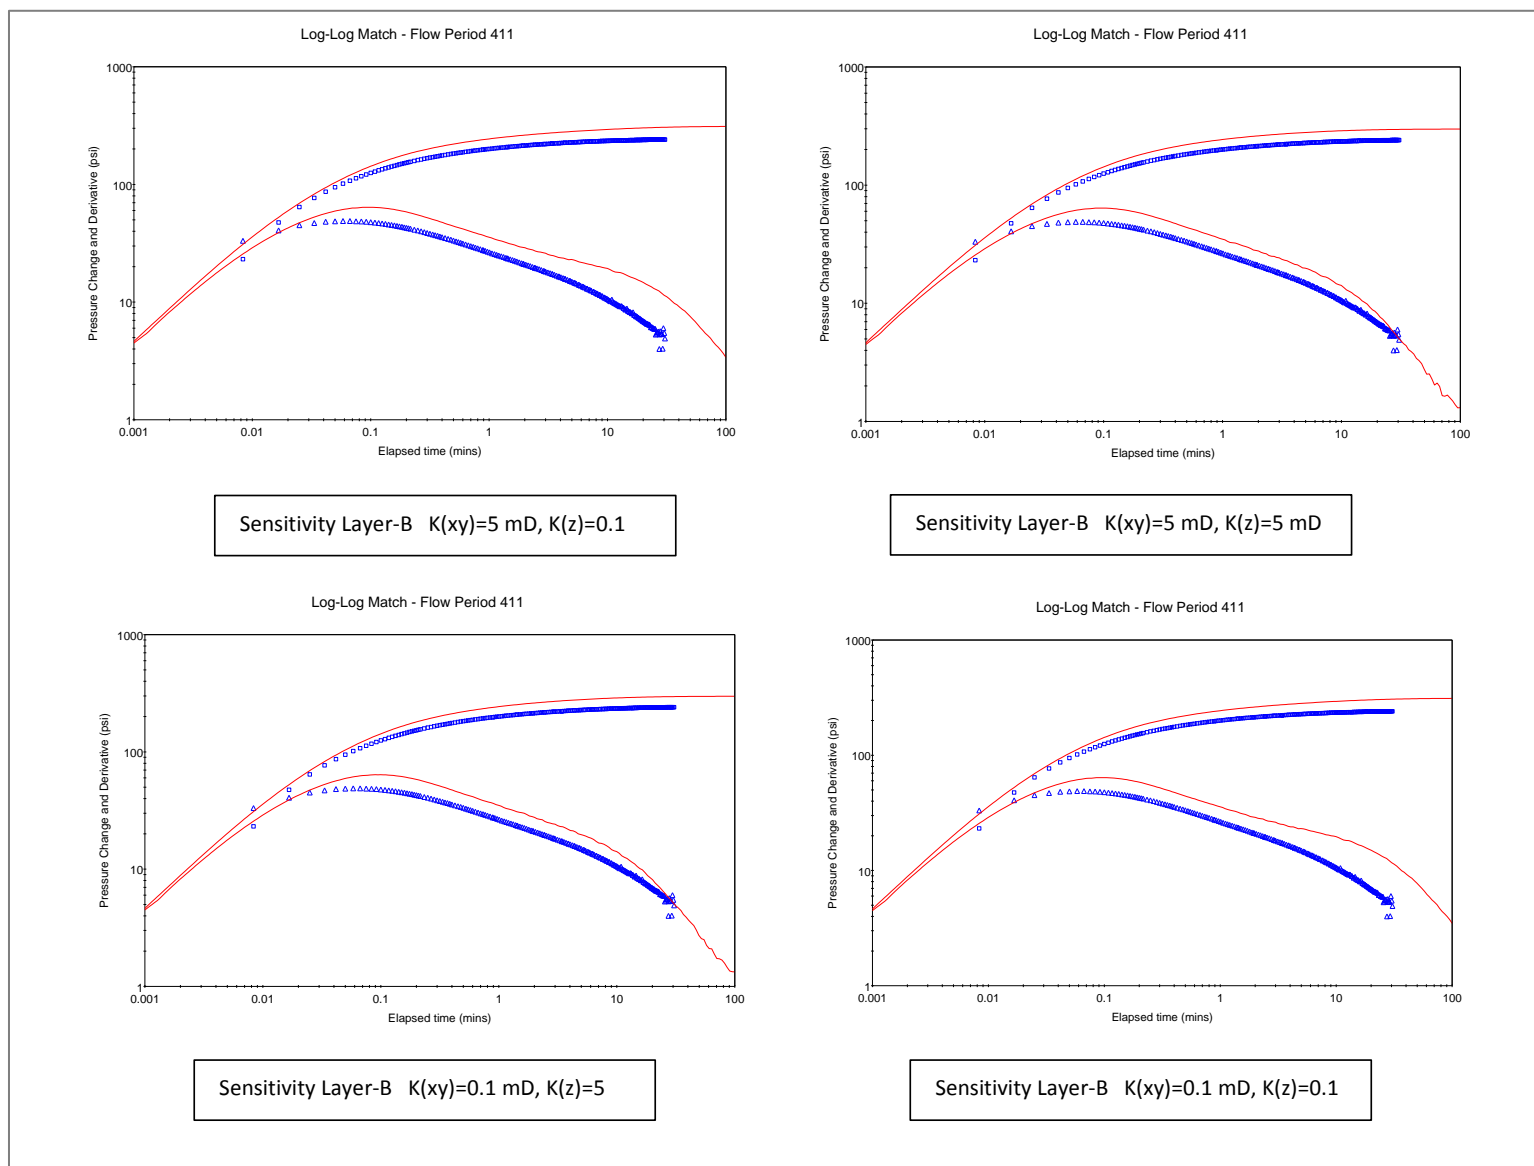 Log-Log Match - Flow Period 411
1000
100
10
1
Pressure Change and Derivative (psi)
0.001
0.01
0.1
1
10
100
Elapsed time (mins)
Sensitivity Layer-B K(xy)=5 mD, K(z)=0.1
Log-Log Match - Flow Period 411
1000
100
10
1
Pressure Change and Derivative (psi)
0.001
0.01
0.1
1
10
100
Elapsed time (mins)
Sensitivity Layer-B K(xy)=5 mD, K(z)=5 mD
Log-Log Match - Flow Period 411
1000
100
10
1
Pressure Change and Derivative (psi)
0.001
0.01
0.1
1
10
100
Elapsed time (mins)
Sensitivity Layer-B K(xy)=0.1 mD, K(z)=5
Log-Log Match - Flow Period 411
1000
100
10
1
Pressure Change and Derivative (psi)
0.001
0.01
0.1
1
10
100
Elapsed time (mins)
Sensitivity Layer-B K(xy)=0.1 mD, K(z)=0.1